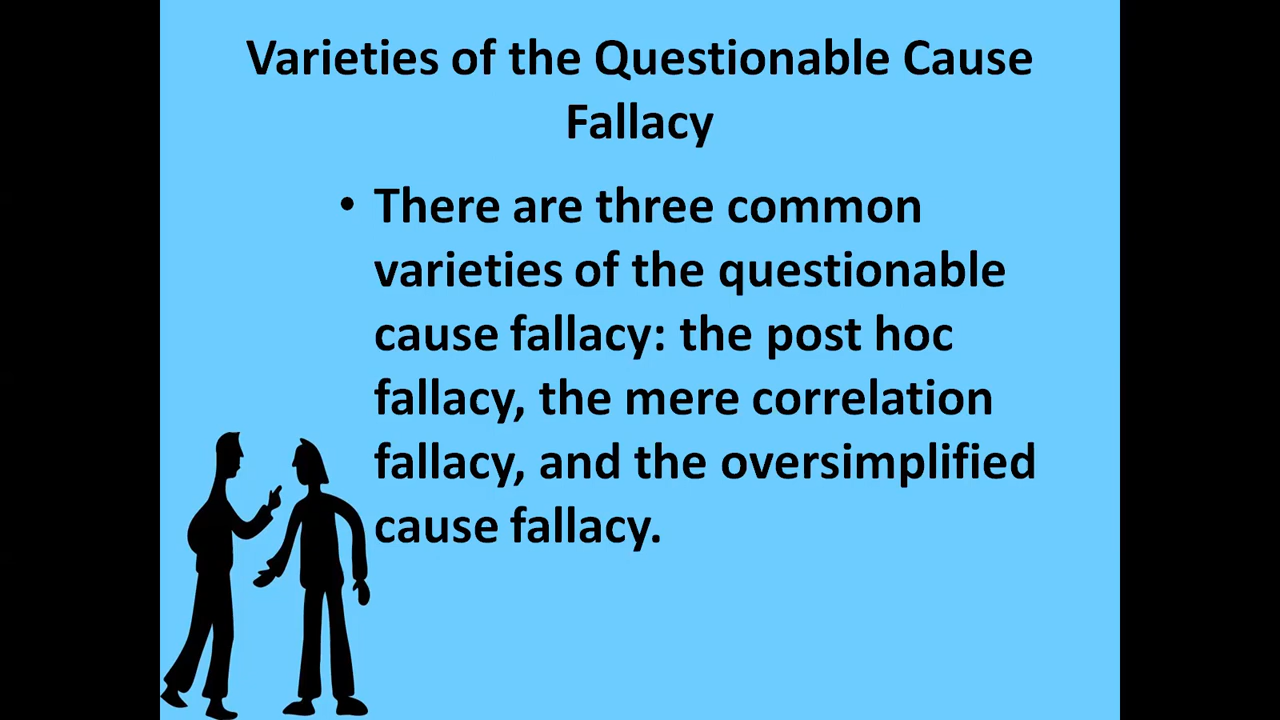 Varieties of the Questionable Cause
Fallacy
• There are three common
varieties of the questionable
cause fallacy: the post hoc
fallacy, the mere correlation
fallacy, and the oversimplified
cause fallacy.